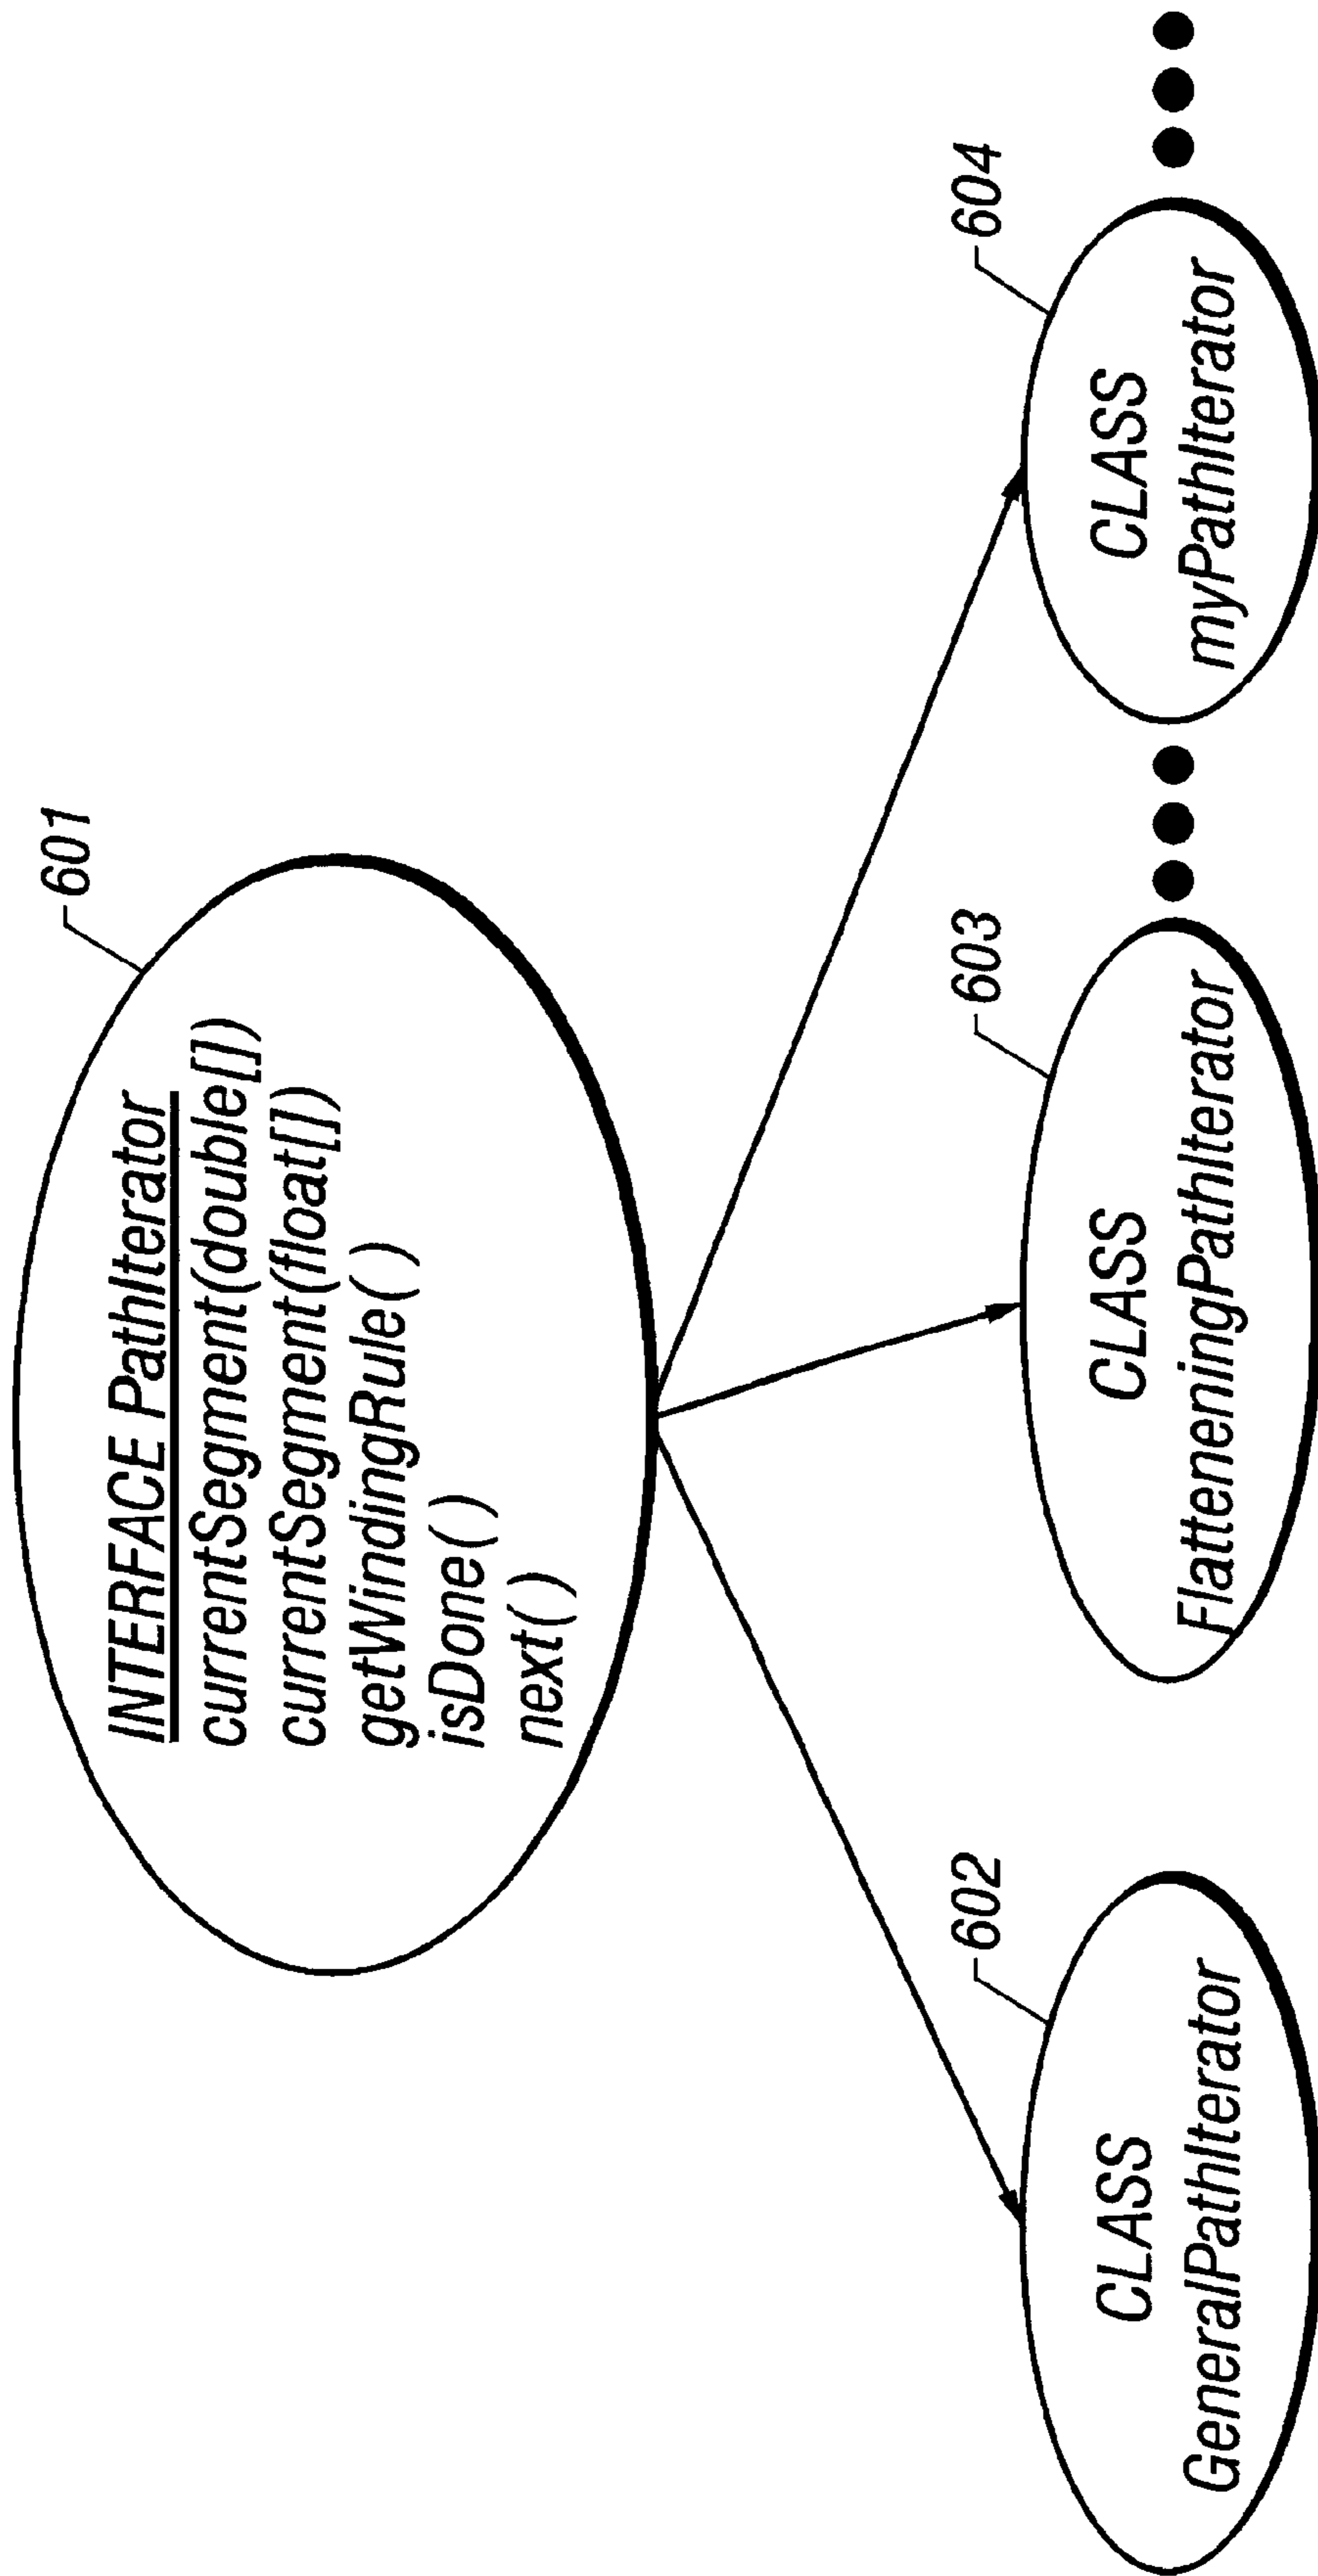 601
INTERFACE PathIterator
currentSegment(double[])
currentSegment(float[])
getWindingRule( )
isDone( )
next( )
602
CLASS
GeneralPathIterator
603
CLASS
FlatteneningPathIterator
604
CLASS
myPathIterator